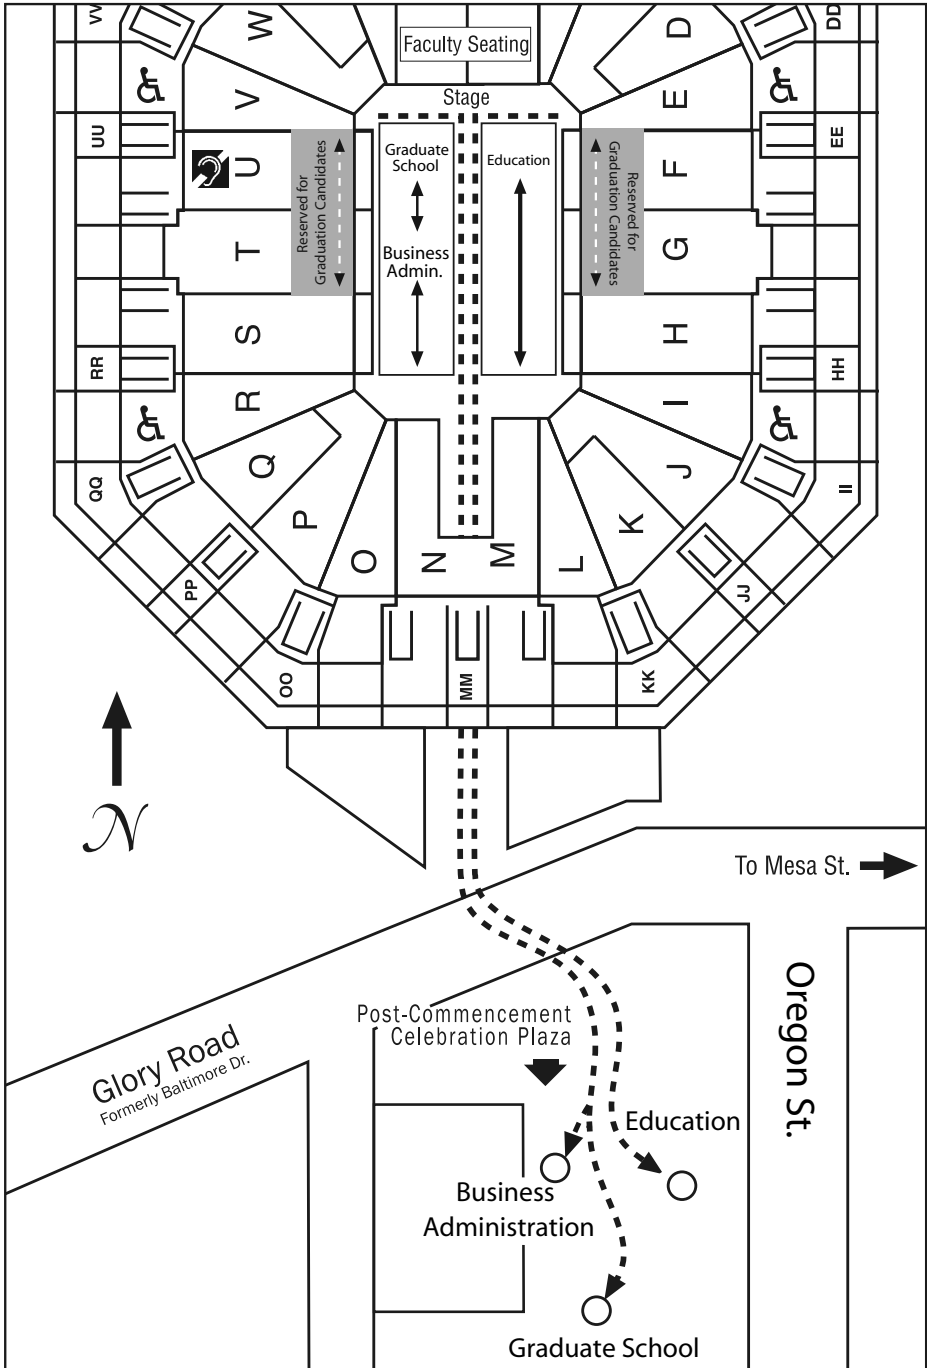 VV
W
Faculty Seating
D
DD
V
Stage
E
UU
U
Reserved for
Graduation Candidates
Graduate
School
Education
Reserved for
Graduation Candidates
F
EE
T
Business
Admin.
G
S
H
RR
R
I
HH
QQ
Q
J
II
P
K
O
N
M
L
PP
JJ
OO
MM
KK
N
To Mesa St.
Oregon St.
Post-Commencement
Celebration Plaza
Glory Road
Formerly Baltimore Dr.
Education
Business
Administration
Graduate School